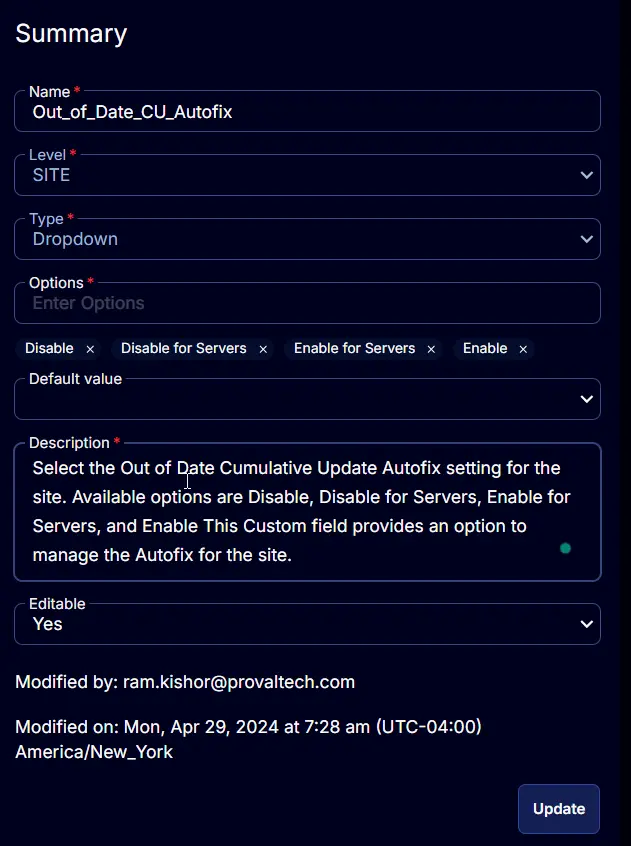 Summary
Name *
Out_of_Date_CU_Autofix
Level *
SITE
Type *
Dropdown
Options *
Enter Options
Disable × Disable for Servers × Enable for Servers × Enable ×
Default value
Description *
Select the Out of Date Cumulative Update Autofix setting for the
site. Available options are Disable, Disable for Servers, Enable for
Servers, and Enable This Custom field provides an option to
manage the Autofix for the site.
Editable
Yes
Modified by: ram.kishor@provaltech.com
Modified on: Mon, Apr 29, 2024 at 7:28 am (UTC-04:00)
America/New_York
Update